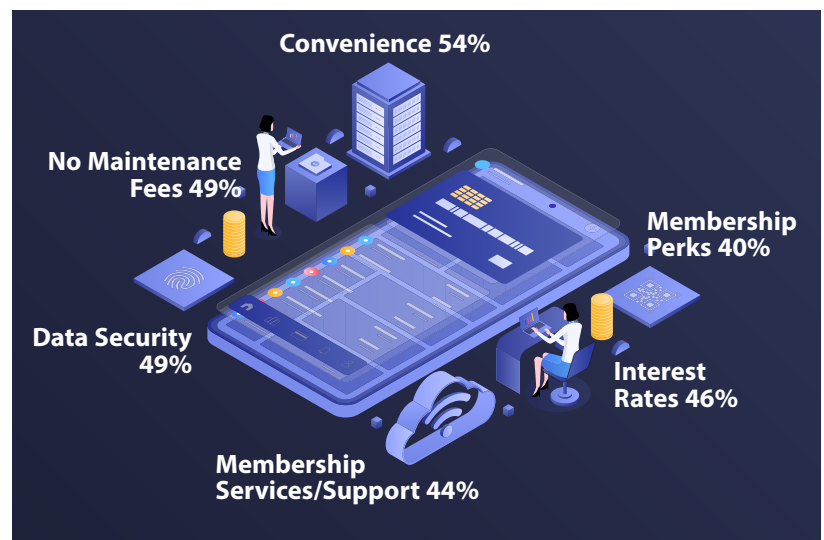 Convenience 54%
No Maintenance
Fees 49%
Membership
Perks 40%
Data Security
49%
Interest
Rates 46%
Membership
Services/Support 44%